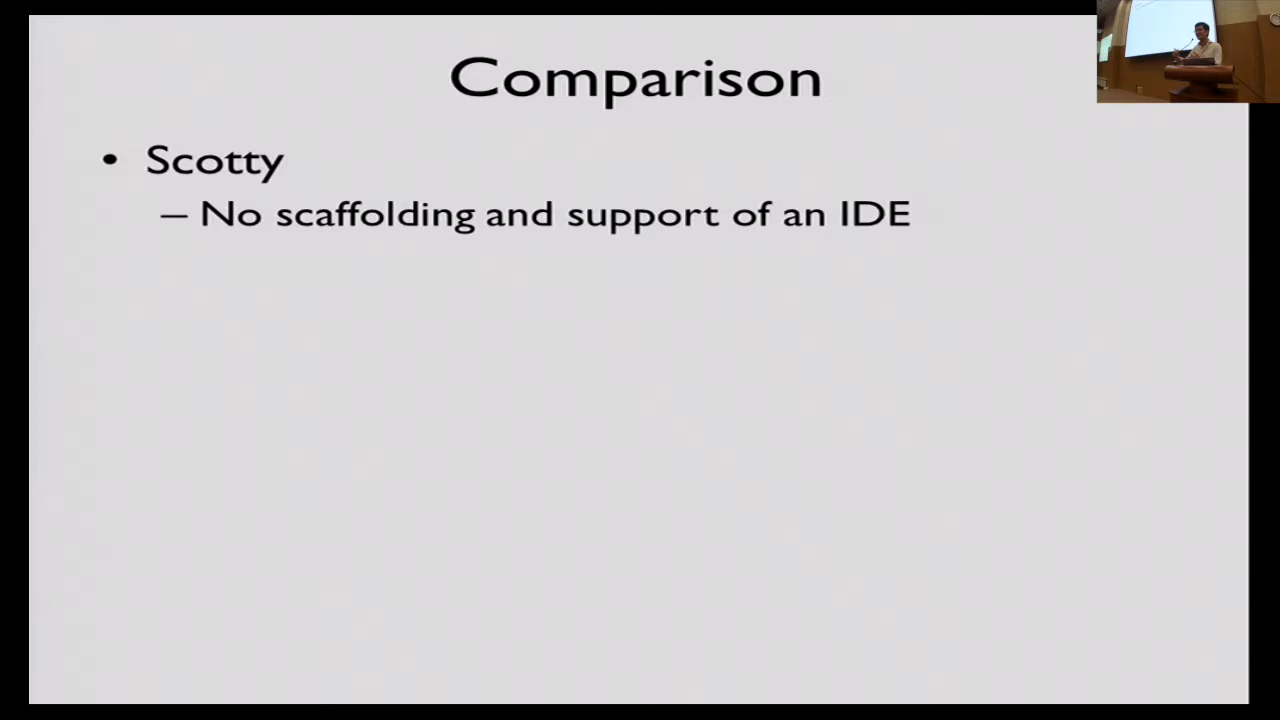 Comparison
• Scotty
– No scaffolding and support of an IDE